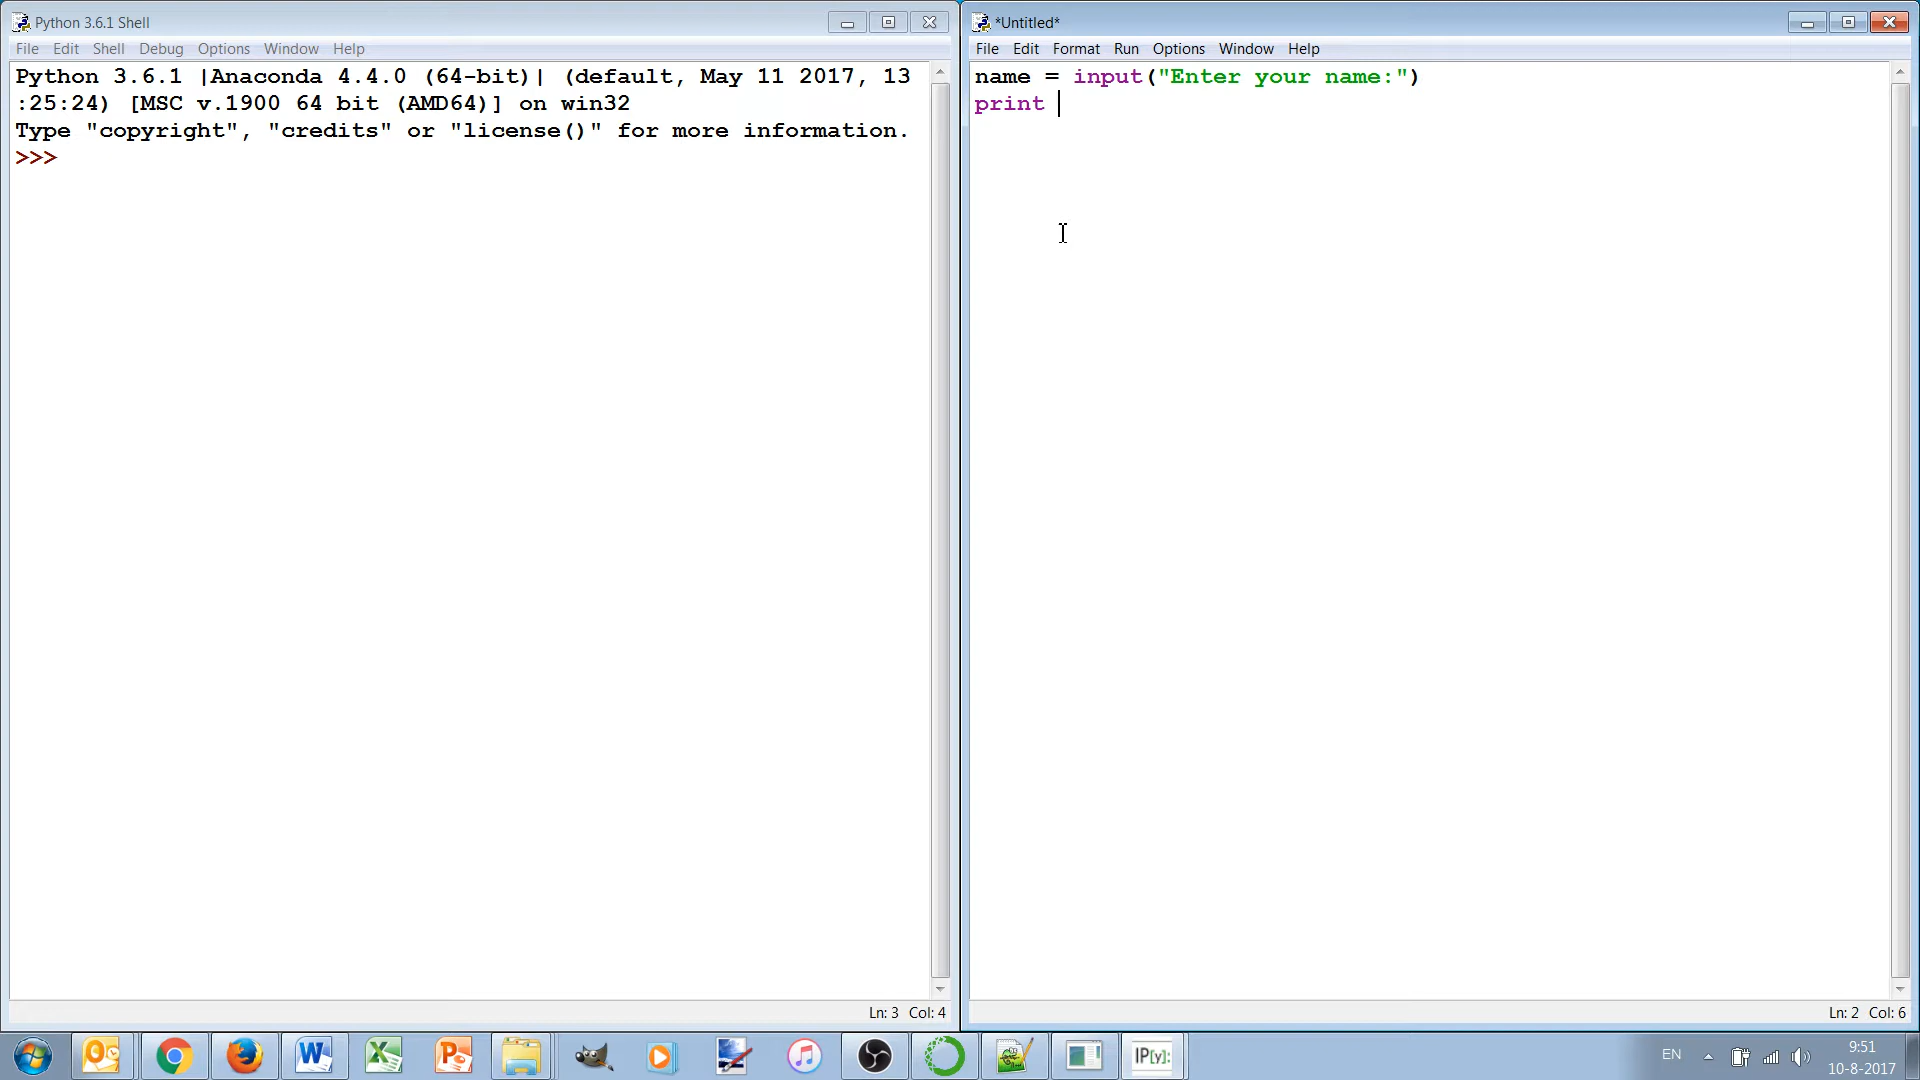 Python 3.6.1 Shell
File Edit Shell Debug Options Window Help
Python 3.6.1 |Anaconda 4.4.0 (64-bit)| (default, May 11 2017, 13
:25:24) [MSC v.1900 64 bit (AMD64)] on win32
Type "copyright", "credits" or "license()" for more information.
>>>
Ln: 3 Col: 4
*Untitled*
File Edit Format Run Options Window Help
name = input("Enter your name:")
print
Ln: 2 Col: 6
IP[y]:
EN
9:51
10-8-2017